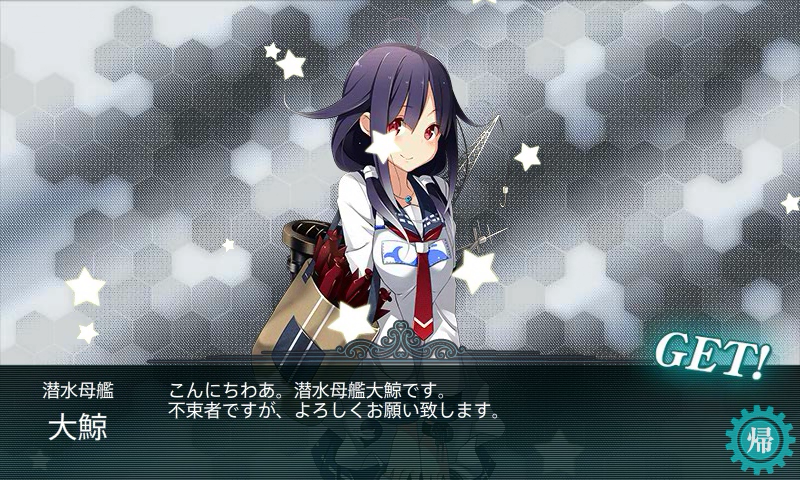 GET!
潜水母艦
大鯨
こんにちわあ。潜水母艦大鯨です。
不束者ですが、よろしくお願い致します。
帰